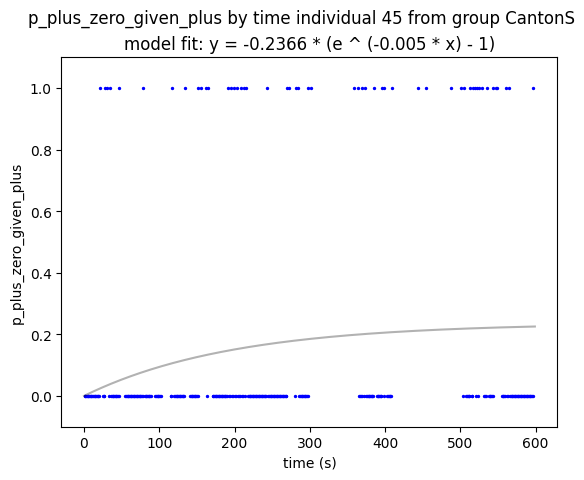 p_plus_zero_given_plus by time individual 45 from group CantonS
model fit: y = -0.2366 * (e ^ (-0.005 * x) - 1)
1.0
0.8
0.6
0.4
0.2
0.0
p_plus_zero_given_plus
0 100 200 300 400 500 600
time (s)